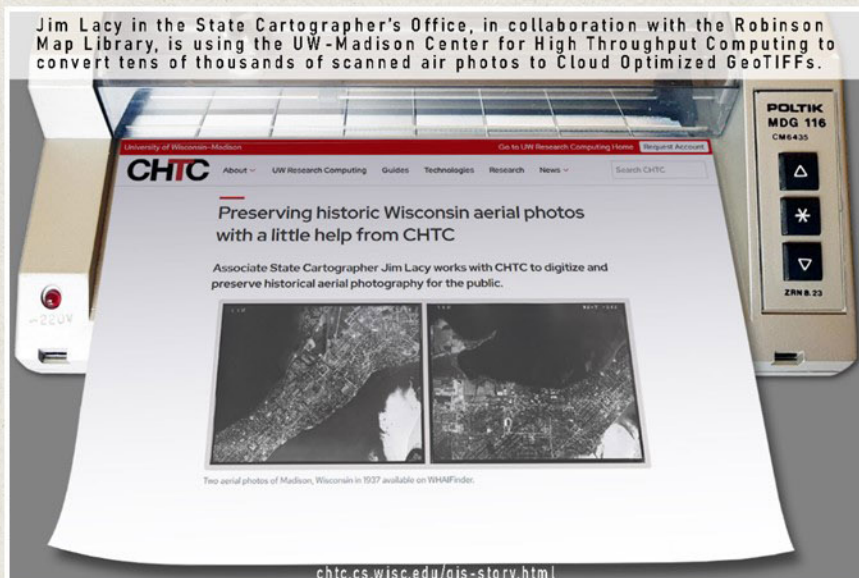 Jim Lacy in the State Cartographer's Office, in collaboration with the Robinson
Map Library, is using the UW-Madison Center for High Throughput Computing to
convert tens of thousands of scanned air photos to Cloud Optimized GeoTIFFs.
POLTIK
MDG 116
CM6435
University of Wisconsin–Madison
Go to UW Research Computing Home
Request Account
CHTC
About
UW Research Computing
Guides
Technologies
Research
News
Search CHTC
Preserving historic Wisconsin aerial photos
with a little help from CHTC
Associate State Cartographer Jim Lacy works with CHTC to digitize and
preserve historical aerial photography for the public.
~220V
ZRN 8.23
Two aerial photos of Madison, Wisconsin in 1937 available on WHAIFinder.
chtc.cs.wisc.edu/gis-story.html